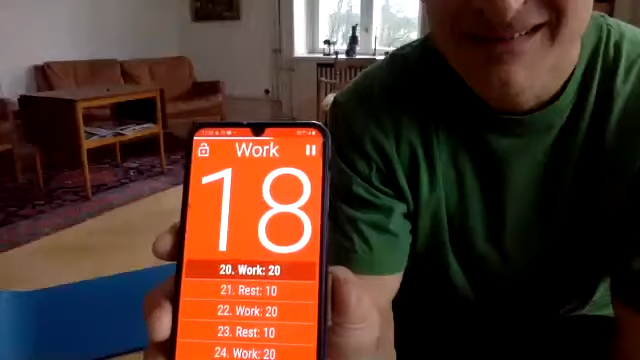 Work
18
20. Work: 20
21. Rest: 10
22. Work: 20
23. Rest: 10
24. Work: 20